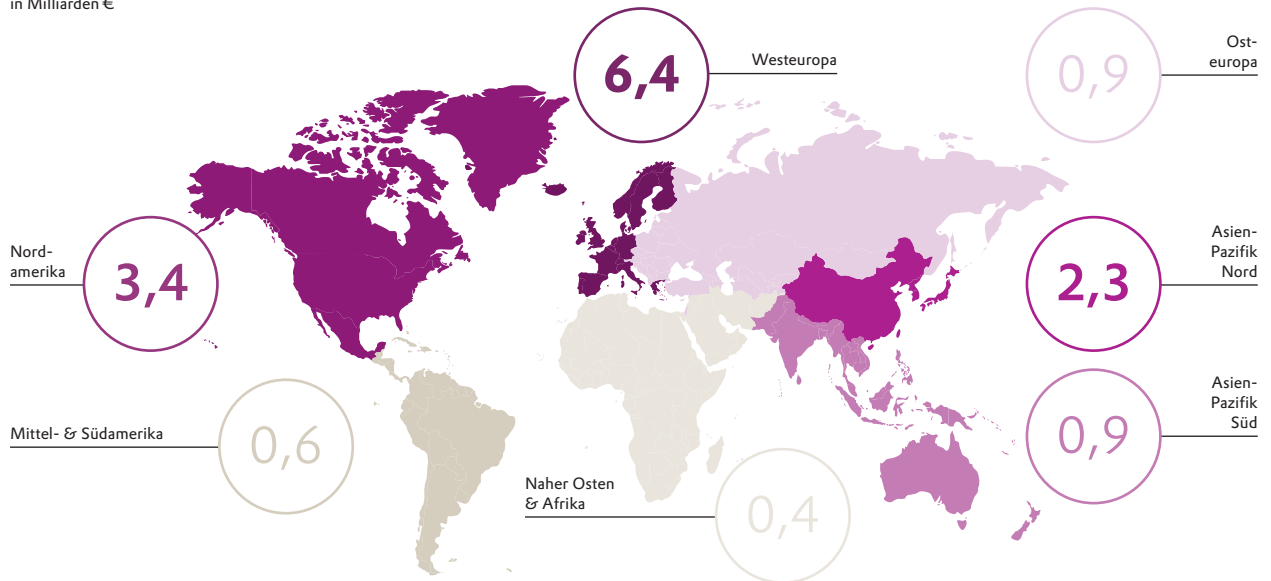 in Milliarden €
6,4
Westeuropa
0,9
Ost-
europa
Nord-
amerika
3,4
2,3
Asien-
Pazifik
Nord
Mittel- & Südamerika
0,6
0,9
Asien-
Pazifik
Süd
Naher Osten
& Afrika
0,4